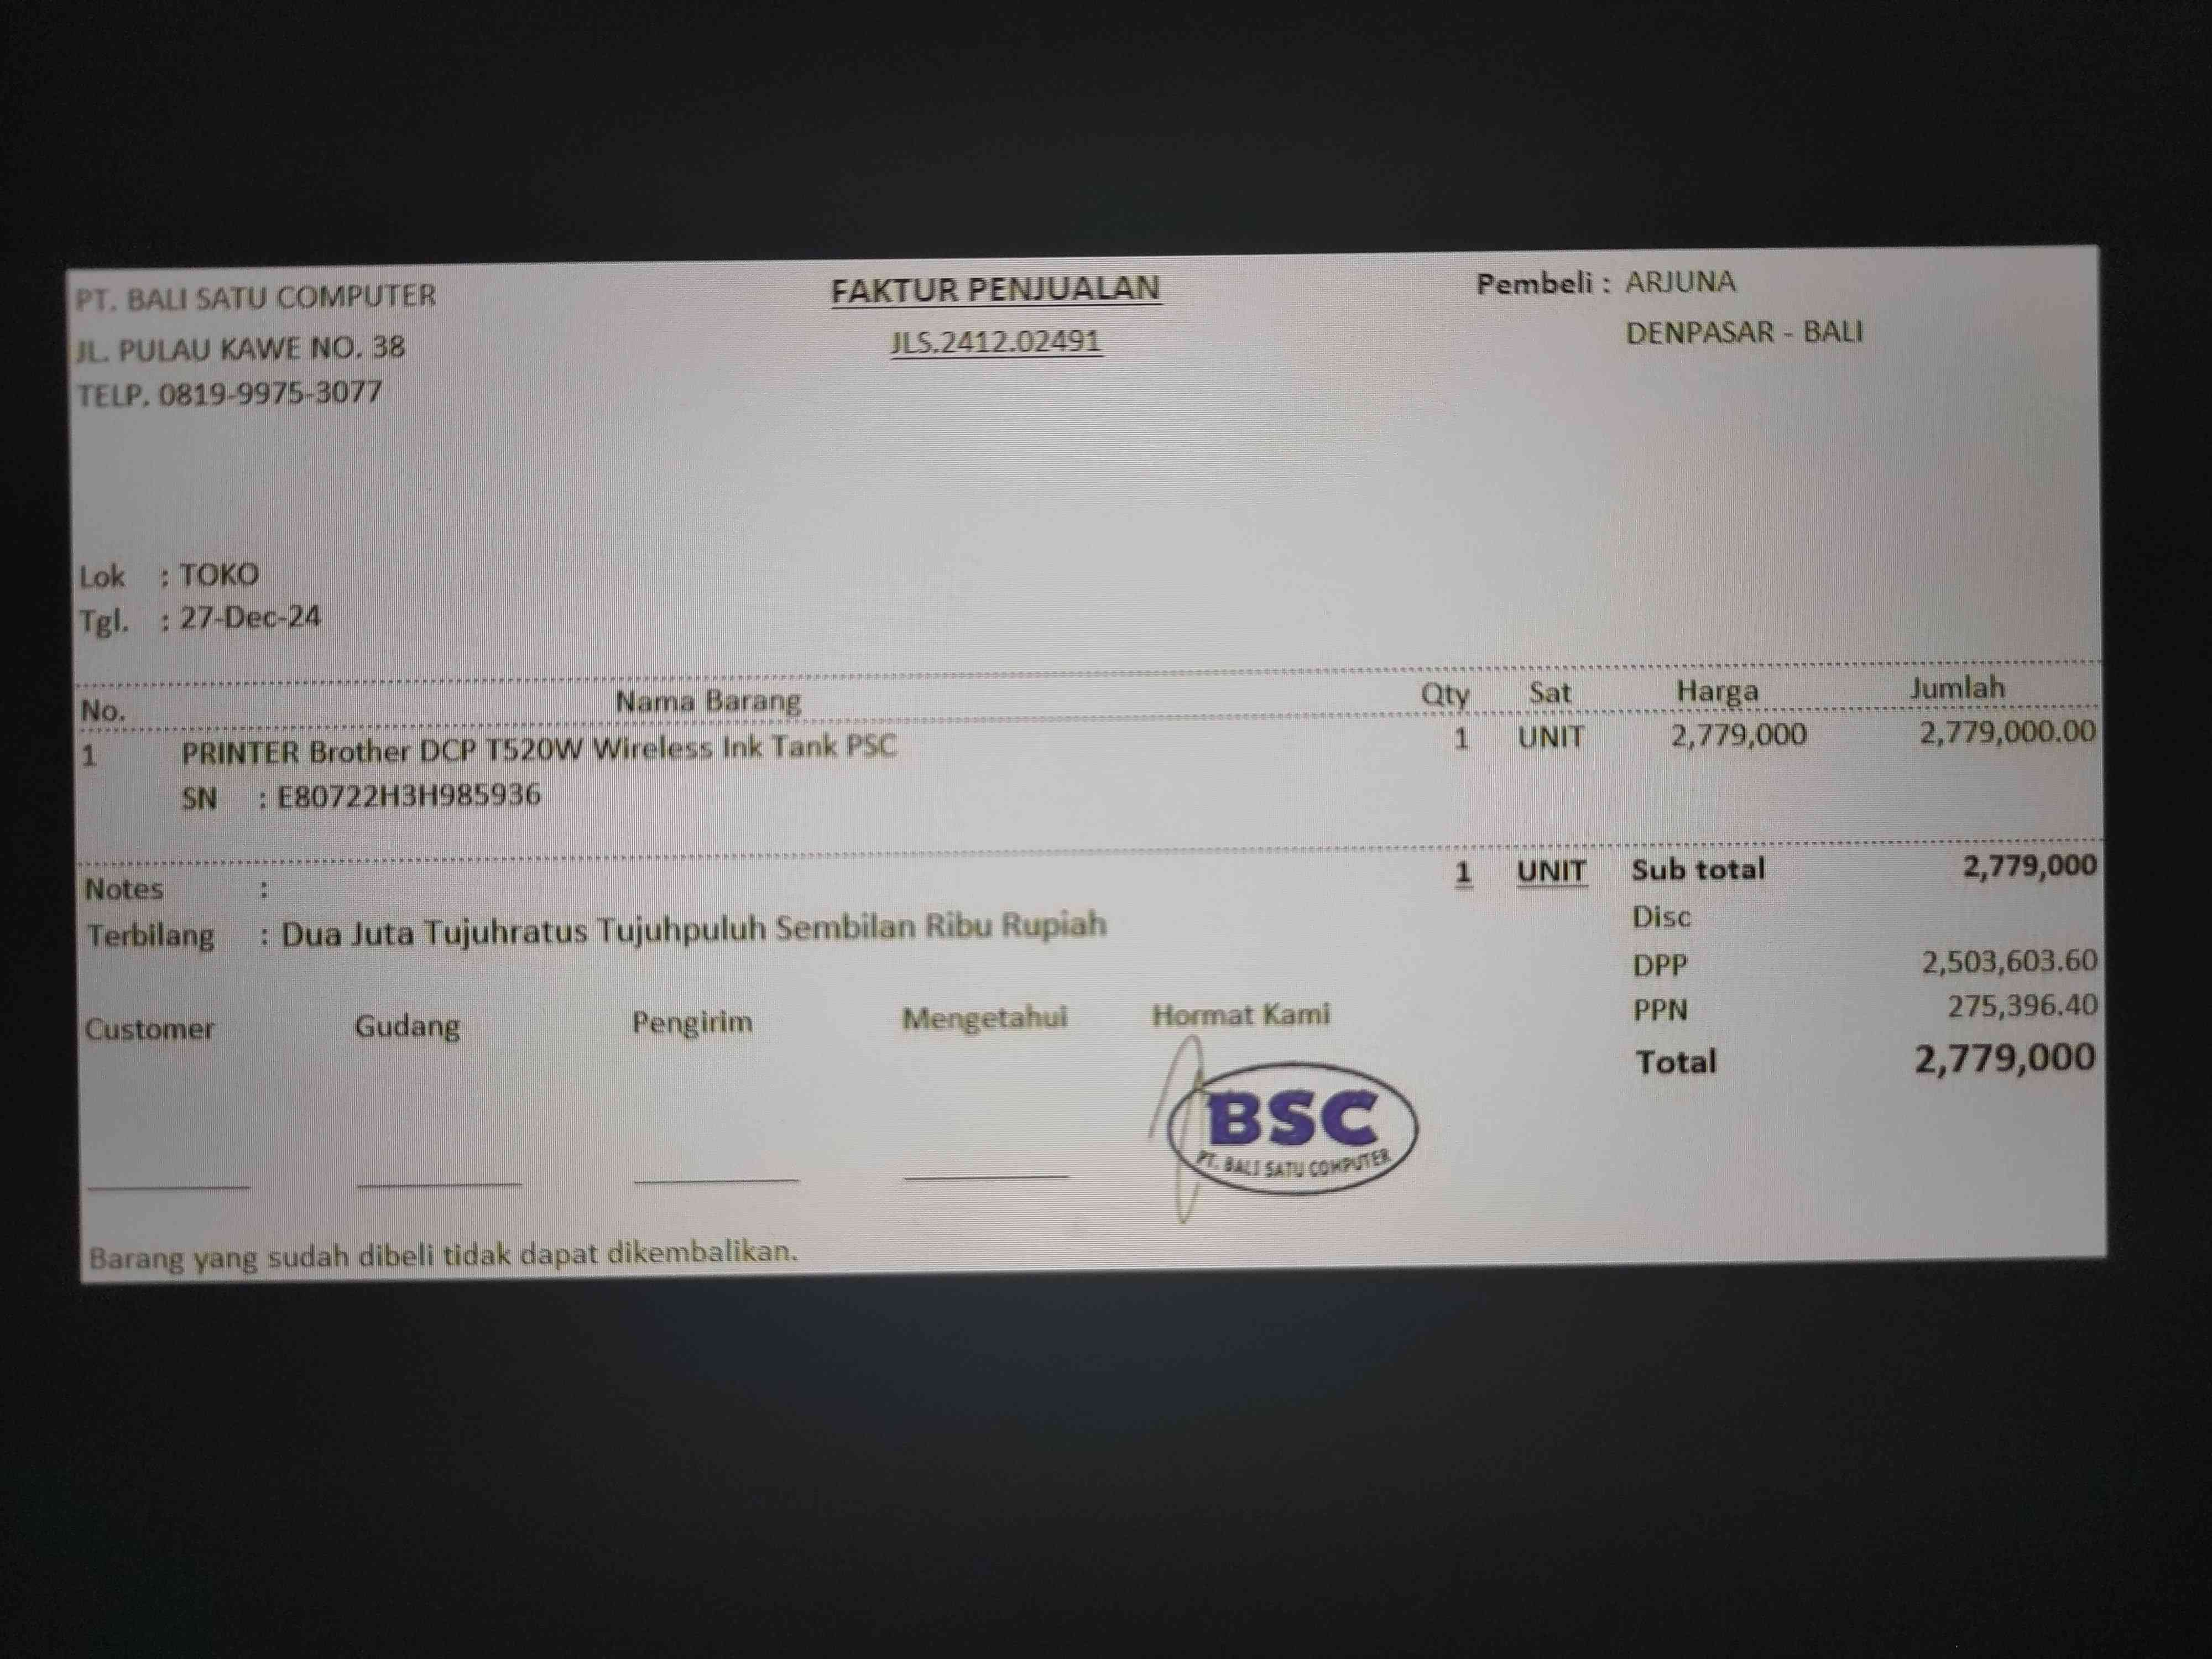 PT. BALI SATU COMPUTER
JL. PULAU KAWE NO. 38
TELP. 0819-9975-3077
FAKTUR PENJUALAN
JLS.2412.02491
Pembeli : ARJUNA
DENPASAR - BALI
Lok : TOKO
Tgl. : 27-Dec-24
No. Nama Barang Qty Sat Harga Jumlah
1 PRINTER Brother DCP T520W Wireless Ink Tank PSC 1 UNIT 2,779,000 2,779,000.00
SN : E80722H3H985936
1 UNIT Sub total 2,779,000
Notes :
Disc
Terbilang : Dua Juta Tujuhratus Tujuhpuluh Sembilan Ribu Rupiah
DPP 2,503,603.60
PPN 275,396.40
Total 2,779,000
Customer Gudang Pengirim Mengetahui Hormat Kami
BSC
PT. BALI SATU COMPUTER
Barang yang sudah dibeli tidak dapat dikembalikan.